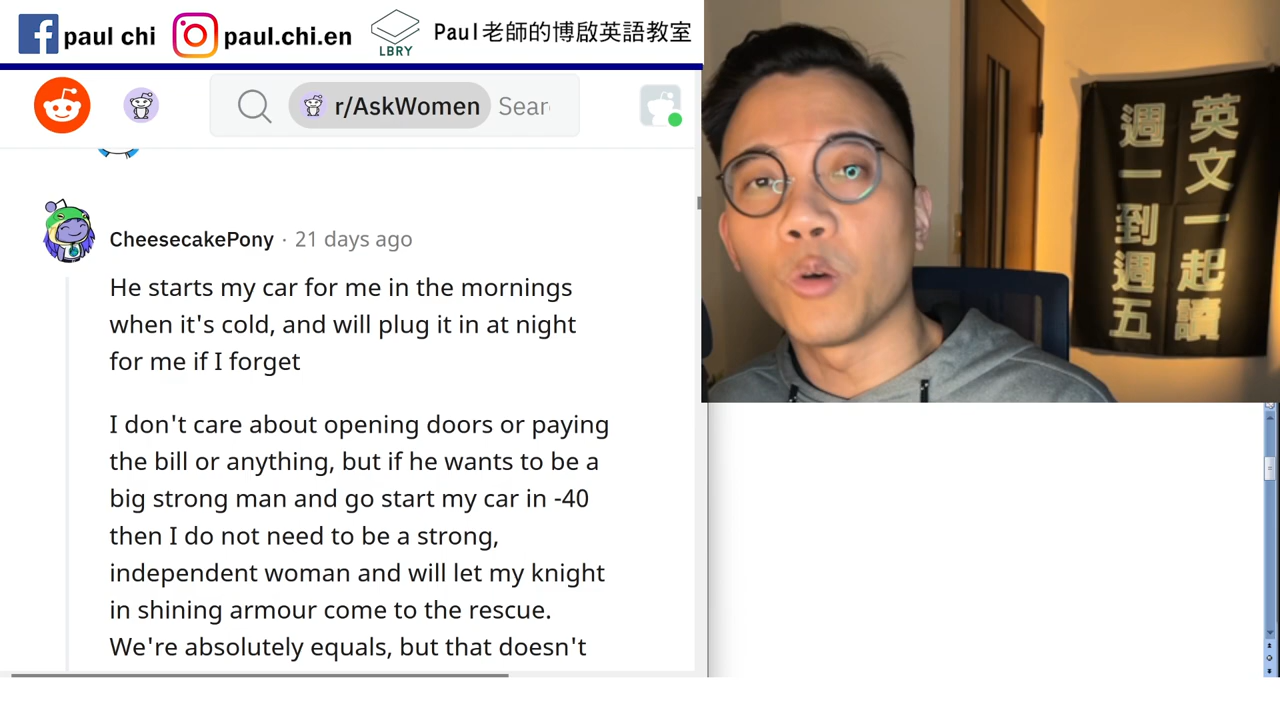 paul chi
paul.chi.en
LBRY
Paul老師的博啟英語教室
r/AskWomen
Sear
CheesecakePony · 21 days ago
He starts my car for me in the mornings
when it's cold, and will plug it in at night
for me if I forget
I don't care about opening doors or paying
the bill or anything, but if he wants to be a
big strong man and go start my car in -40
then I do not need to be a strong,
independent woman and will let my knight
in shining armour come to the rescue.
We're absolutely equals, but that doesn't
英文一起讀
週一到週五